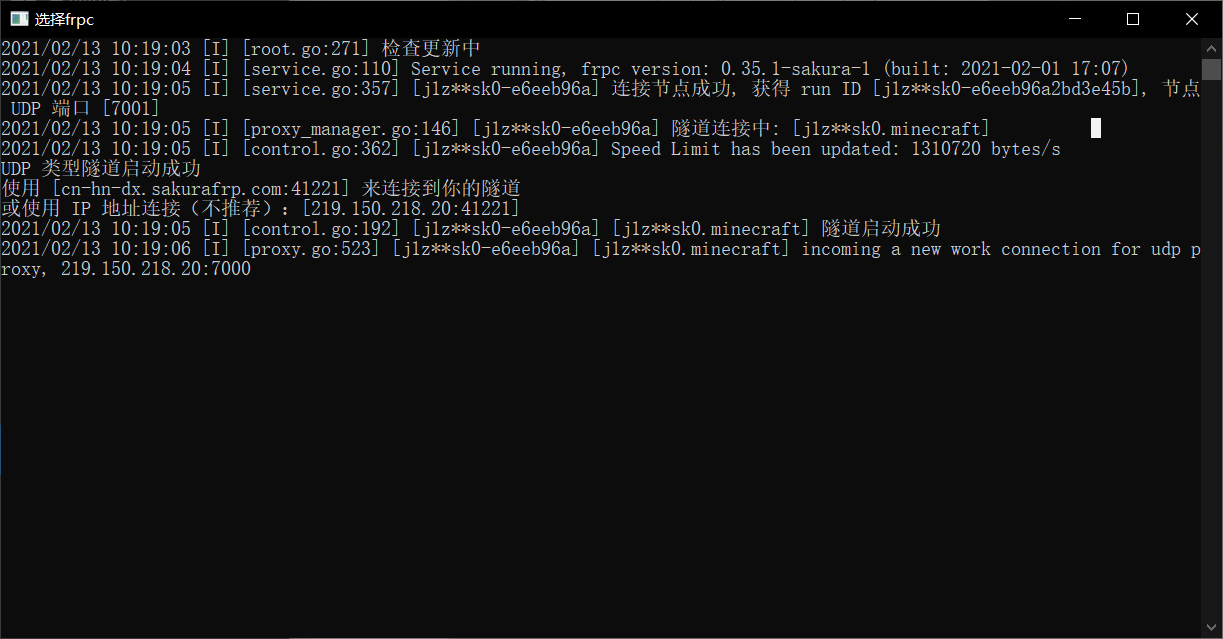 选择frpc
2021/02/13 10:19:03 [I] [root.go:271] 检查更新中
2021/02/13 10:19:04 [I] [service.go:110] Service running, frpc version: 0.35.1-sakura-1 (built: 2021-02-01 17:07)
2021/02/13 10:19:05 [I] [service.go:357] [jlz**sk0-e6eeb96a] 连接节点成功, 获得 run ID [jlz**sk0-e6eeb96a2bd3e45b], 节点
UDP 端口 [7001]
2021/02/13 10:19:05 [I] [proxy_manager.go:146] [jlz**sk0-e6eeb96a] 隧道连接中: [jlz**sk0.minecraft]
2021/02/13 10:19:05 [I] [control.go:362] [jlz**sk0-e6eeb96a] Speed Limit has been updated: 1310720 bytes/s
UDP 类型隧道启动成功
使用 [cn-hn-dx.sakurafrp.com:41221] 来连接到你的隧道
或使用 IP 地址连接（不推荐）：[219.150.218.20:41221]
2021/02/13 10:19:05 [I] [control.go:192] [jlz**sk0-e6eeb96a] [jlz**sk0.minecraft] 隧道启动成功
2021/02/13 10:19:06 [I] [proxy.go:523] [jlz**sk0-e6eeb96a] [jlz**sk0.minecraft] incoming a new work connection for udp p
roxy, 219.150.218.20:7000